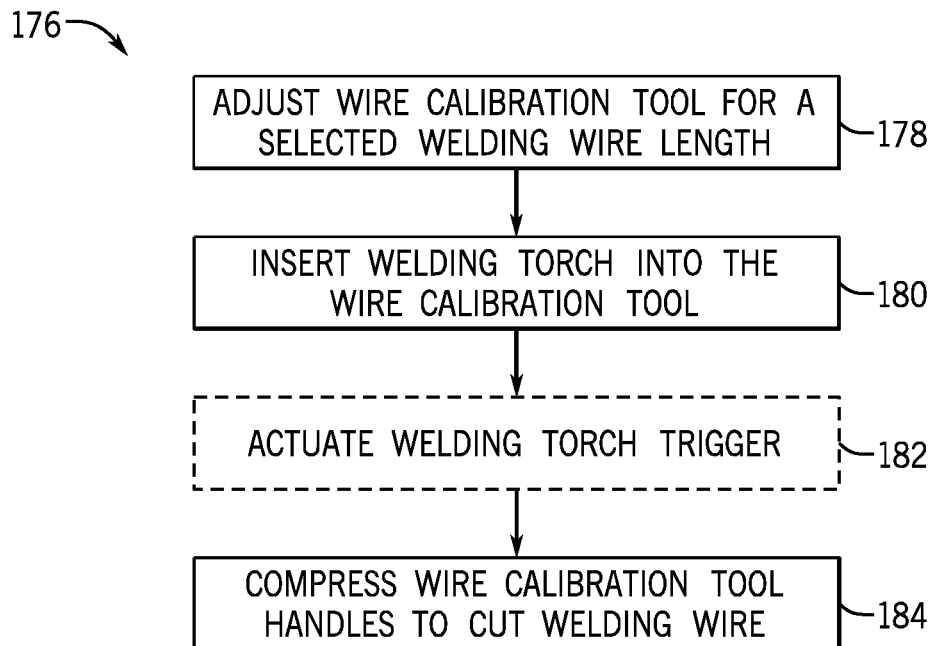 176
ADJUST WIRE CALIBRATION TOOL FOR A
SELECTED WELDING WIRE LENGTH
178
INSERT WELDING TORCH INTO THE
WIRE CALIBRATION TOOL
180
ACTUATE WELDING TORCH TRIGGER
182
COMPRESS WIRE CALIBRATION TOOL
HANDLES TO CUT WELDING WIRE
184